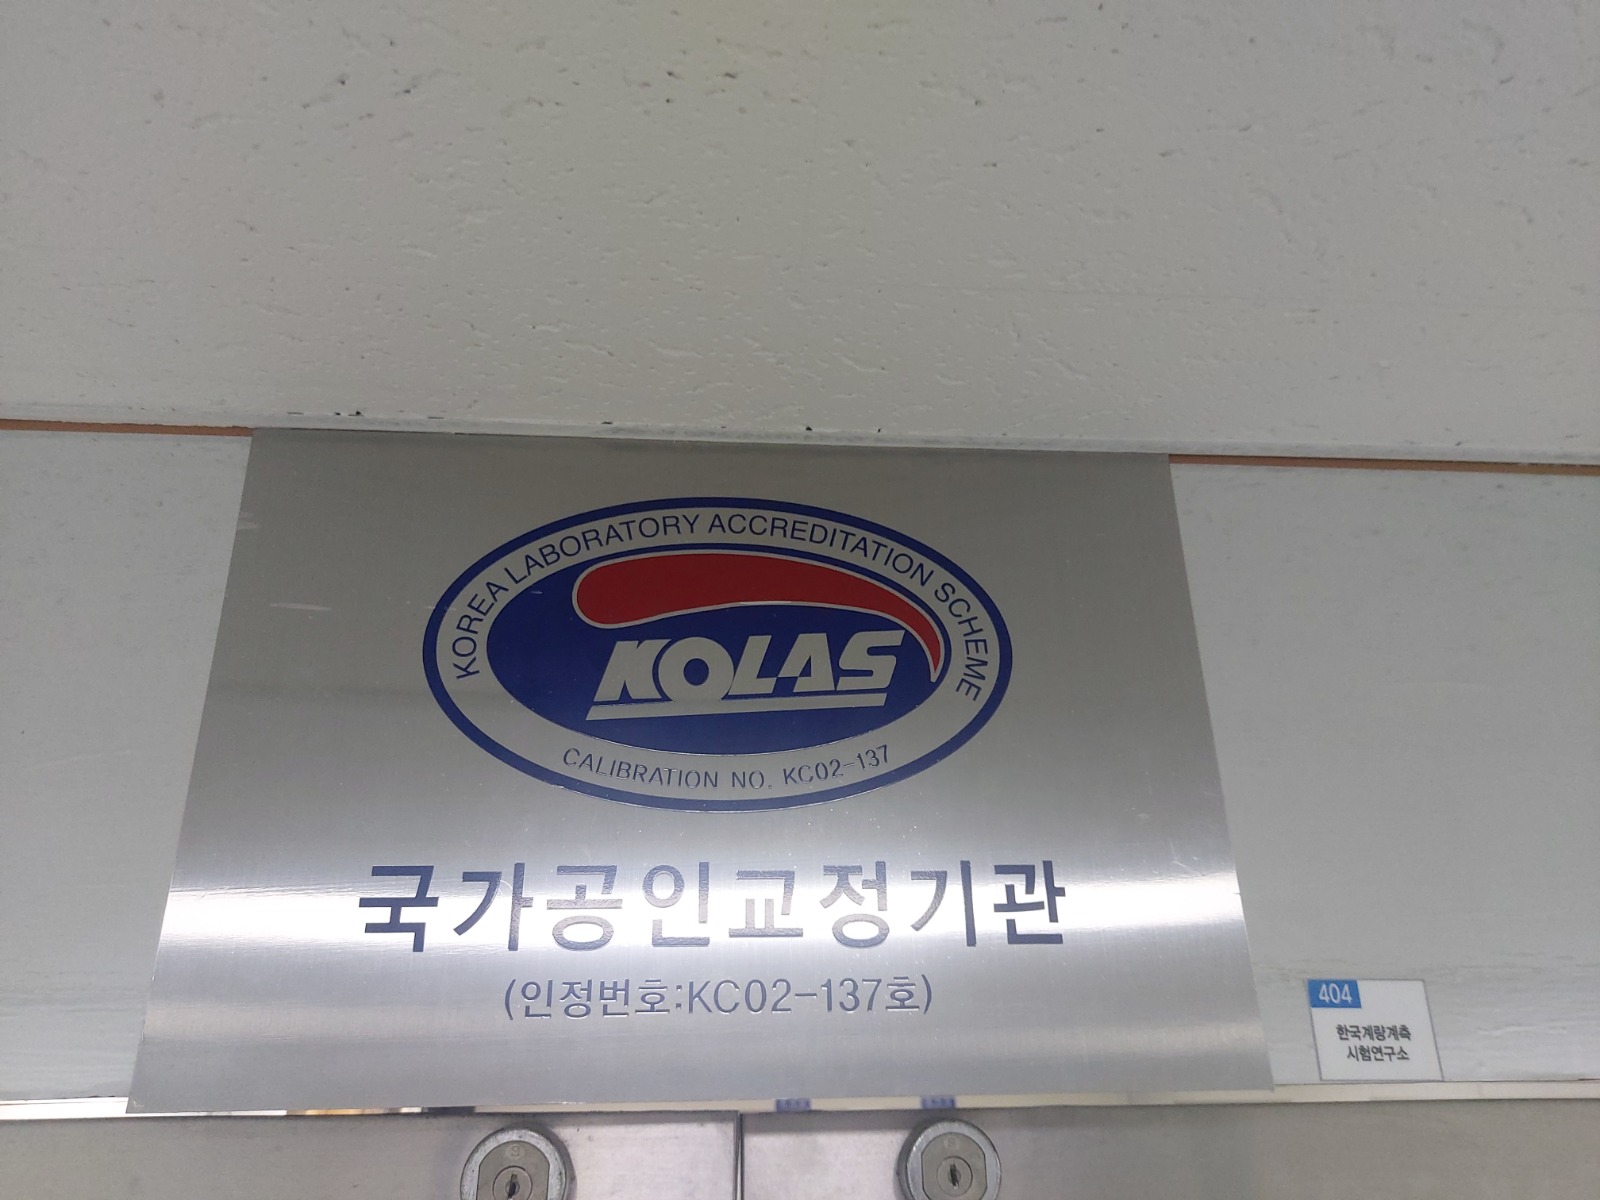 KOREA LABORATORY ACCREDITATION SCHEME
KOLAS
CALIBRATION NO. KC02-137
국가공인교정기관
(인정번호:KC02-137호)
404
한국계량계측
시험연구소